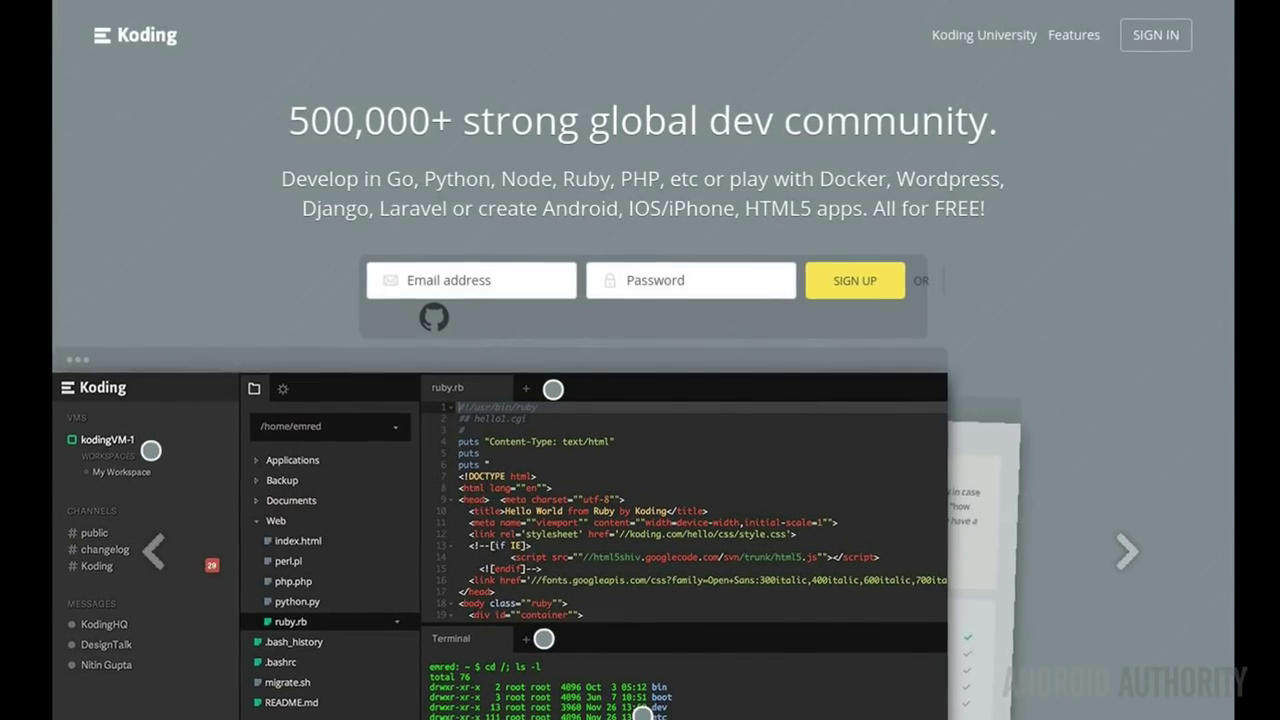 Koding
Koding University Features SIGN IN
500,000+ strong global dev community.
Develop in Go, Python, Node, Ruby, PHP, etc or play with Docker, Wordpress,
Django, Laravel or create Android, IOS/iPhone, HTML5 apps. All for FREE!
Email address Password SIGN UP OR
Koding
VMS
kodingVM-1
WORKSPACES
My Workspace
CHANNELS
# public
# changelog
# Koding 29
MESSAGES
KodingHQ
DesignTalk
Nitin Gupta
/home/emred
Applications
Backup
Documents
Web
index.html
perl.pl
php.php
python.py
ruby.rb
.bash_history
.bashrc
migrate.sh
README.md
ruby.rb +
1 #!/usr/bin/ruby
2 ## hello1.cgi
3 #
4 puts "Content-Type: text/html"
5 puts
6 puts "
7 <!DOCTYPE html>
8 <html lang=""en"">
9 <head> <meta charset=""utf-8"">
10 <title>Hello World from Ruby by Koding</title>
11 <meta name=""viewport" content=""width=device-width,initial-scale=1"">
12 <link rel='stylesheet' href='//koding.com/hello/css/style.css'>
13 <!--[if IE]>
14 <script src=""//html5shiv.googlecode.com/svn/trunk/html5.js""></script>
15 <![endif]-->
16 <link href='//fonts.googleapis.com/css?family=Open+Sans:300italic,400italic,600italic,700ita
17 </head>
18 <body class=""ruby"">
19 <div id=""container">
Terminal +
emred: ~ $ cd /; ls -l
total 76
drwxr-xr-x 2 root root 4096 Oct 3 05:12 bin
drwxr-xr-x 3 root root 4096 Jun 7 10:51 boot
drwxr-xr-x 13 root root 3960 Nov 26 dev
drwxr-xr-x 111 root root 4096 Nov 26 etc
in case
"how
have a
ANDROID AUTHORITY